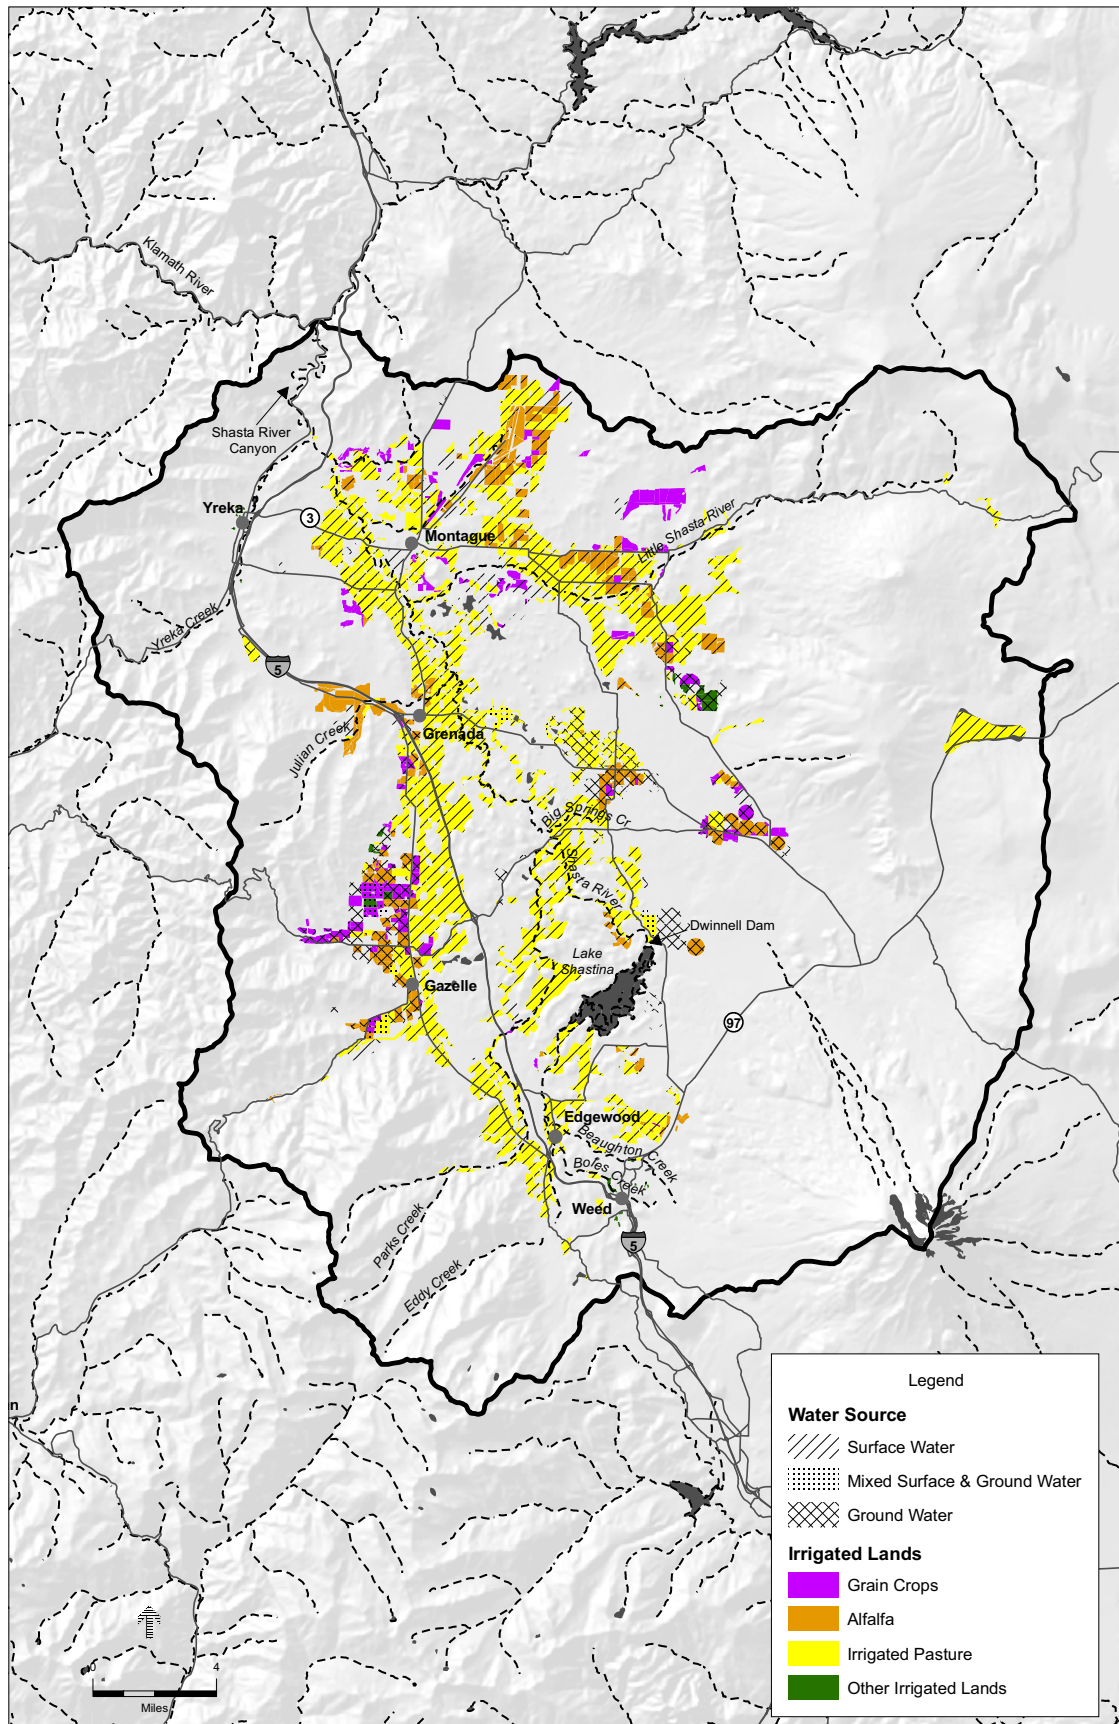 Klamath River
Shasta River
Canyon
Yreka
3
Montague
Little Shasta River
Yreka Creek
5
Julian Creek
Grenada
Big Springs Cr
Shasta River
Dwinnell Dam
Lake
Shastina
Gazelle
97
Edgewood
Beaughton Creek
Boles Creek
Weed
5
Parks Creek
Eddy Creek
n
Legend
Water Source
Surface Water
Mixed Surface & Ground Water
Ground Water
Irrigated Lands
Grain Crops
Alfalfa
Irrigated Pasture
Other Irrigated Lands
0 4
Miles